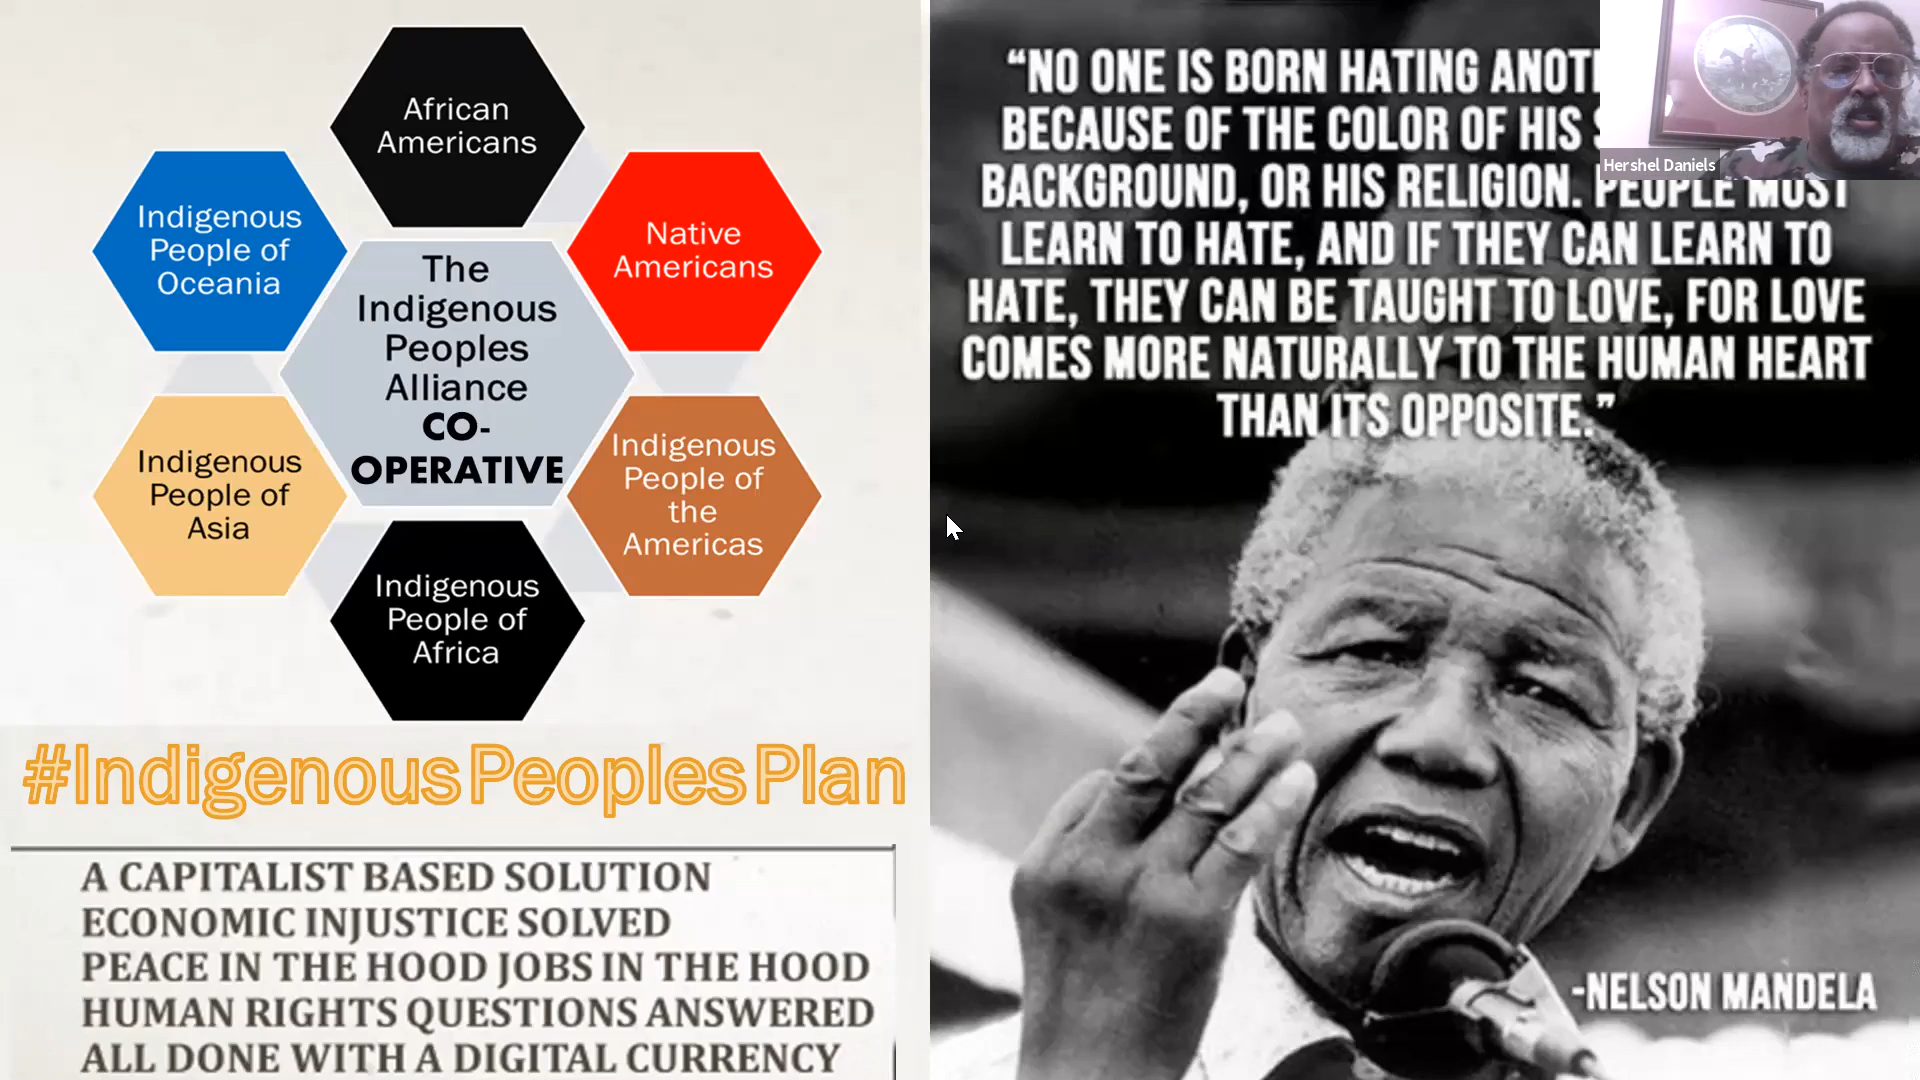 African
Americans
Indigenous
People of
Oceania
Native
Americans
The
Indigenous
Peoples
Alliance
CO-
OPERATIVE
Indigenous
People of
Asia
Indigenous
People of
the
Americas
Indigenous
People of
Africa
#IndigenousPeoplesPlan
A CAPITALIST BASED SOLUTION
ECONOMIC INJUSTICE SOLVED
PEACE IN THE HOOD JOBS IN THE HOOD
HUMAN RIGHTS QUESTIONS ANSWERED
ALL DONE WITH A DIGITAL CURRENCY
“NO ONE IS BORN HATING
BECAUSE OF THE COLOR OF HIS
BACKGROUND, OR HIS RELIGION. PEOPLE MUST
LEARN TO HATE, AND IF THEY CAN LEARN TO
HATE, THEY CAN BE TAUGHT TO LOVE, FOR LOVE
COMES MORE NATURALLY TO THE HUMAN HEART
THAN ITS OPPOSITE.”
-NELSON MANDELA
Hershel Daniels